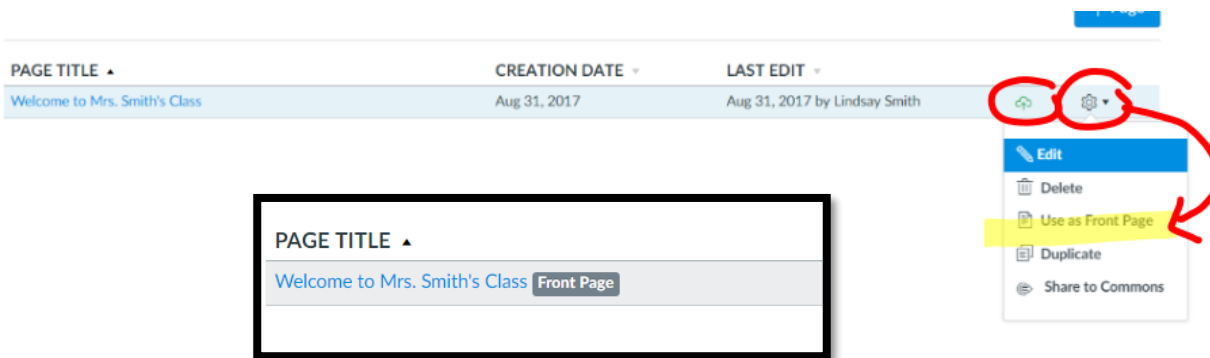 PAGE TITLE CREATION DATE LAST EDIT
Welcome to Mrs. Smith's Class Aug 31, 2017 Aug 31, 2017 by Lindsay Smith
Edit
Delete
Use as Front Page
Duplicate
Share to Commons
PAGE TITLE
Welcome to Mrs. Smith's Class Front Page